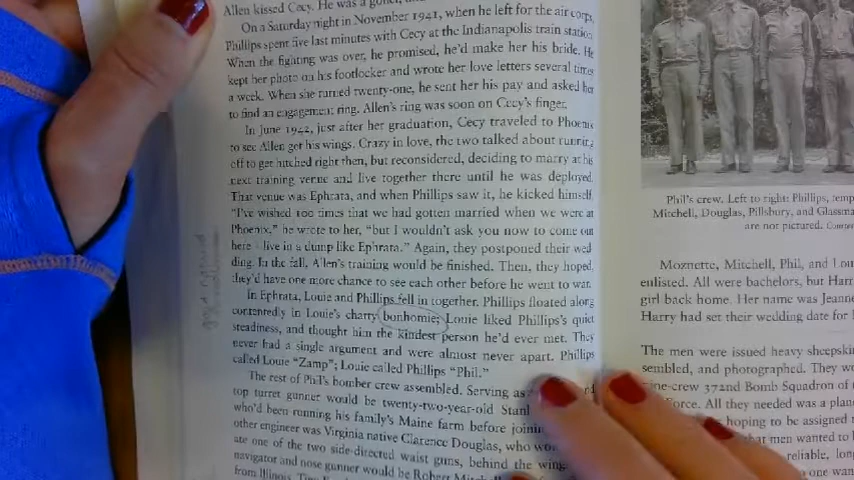 Allen kissed Cecy. He was a
On a Saturday night in November 1941, when he left for the air corps,
Phillips spent five last minutes with Cecy at the Indianapolis train station.
When the fighting was over, he promised, he'd make her his bride. He
kept her photo on his footlocker and wrote her love letters several times
a week. When she turned twenty-one, he sent her his pay and asked her
to find an engagement ring. Allen's ring was soon on Cecy's finger.
In June 1942, just after her graduation, Cecy traveled to Phoenix
to see Allen get his wings. Crazy in love, the two talked about running
off to get hitched right then, but reconsidered, deciding to marry at his
next training venue and live together there until he was deployed.
That venue was Ephrata, and when Phillips saw it, he kicked himself.
"I've wished 100 times that we had gotten married when we were at
Phoenix," he wrote to her, "but I wouldn't ask you now to come out
here + live in a dump like Ephrata." Again, they postponed their wed-
ding. In the fall, Allen's training would be finished. Then, they hoped,
they'd have one more chance to see each other before he went to war.
In Ephrata, Louie and Phillips fell in together. Phillips floated along
contentedly in Louie's charry bonhomie; Louie liked Phillips's quiet
steadiness, and thought him the kindest person he'd ever met. They
never had a single argument and were almost never apart. Phillips
called Louie "Zamp"; Louie called Phillips "Phil."
The rest of Phil's bomber crew assembled. Serving as
top turret gunner would be twenty-two-year-old
who'd been running his family's Maine farm before
other engineer was Virginia native Clarence Douglas, who
ate one of the two side-directed waist guns, behind the
navigator and nose gunner would be Robert
from Illinois.
Phil's crew. Left to right: Phillips,
Mitchell, Douglas, Pillsbury, and
are not pictured.
Moznette, Mitchell, Phil, and
enlisted. All were bachelors, but
girl back home. Her name was
Harry had set their wedding date
The men were issued heavy
sembled, and photographed. They
372nd Bomb Squadron
Force. All they needed was a
hoping to be assigned
that men wanted
reliable,